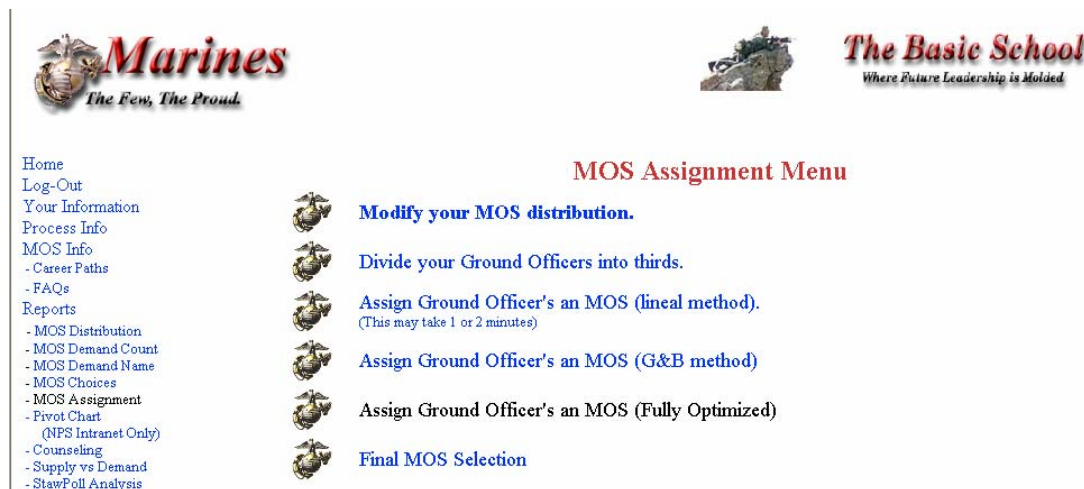 Marines
The Few, The Proud.
The Basic School
Where Future Leadership is Molded
Home
Log-Out
Your Information
Process Info
MOS Info
- Career Paths
- FAQs
Reports
- MOS Distribution
- MOS Demand Count
- MOS Demand Name
- MOS Choices
- MOS Assignment
- Pivot Chart
(NPS Intranet Only)
- Counseling
- Supply vs Demand
- StawPoll Analysis
MOS Assignment Menu
Modify your MOS distribution.
Divide your Ground Officers into thirds.
Assign Ground Officer's an MOS (lineal method).
(This may take 1 or 2 minutes)
Assign Ground Officer's an MOS (G&B method)
Assign Ground Officer's an MOS (Fully Optimized)
Final MOS Selection